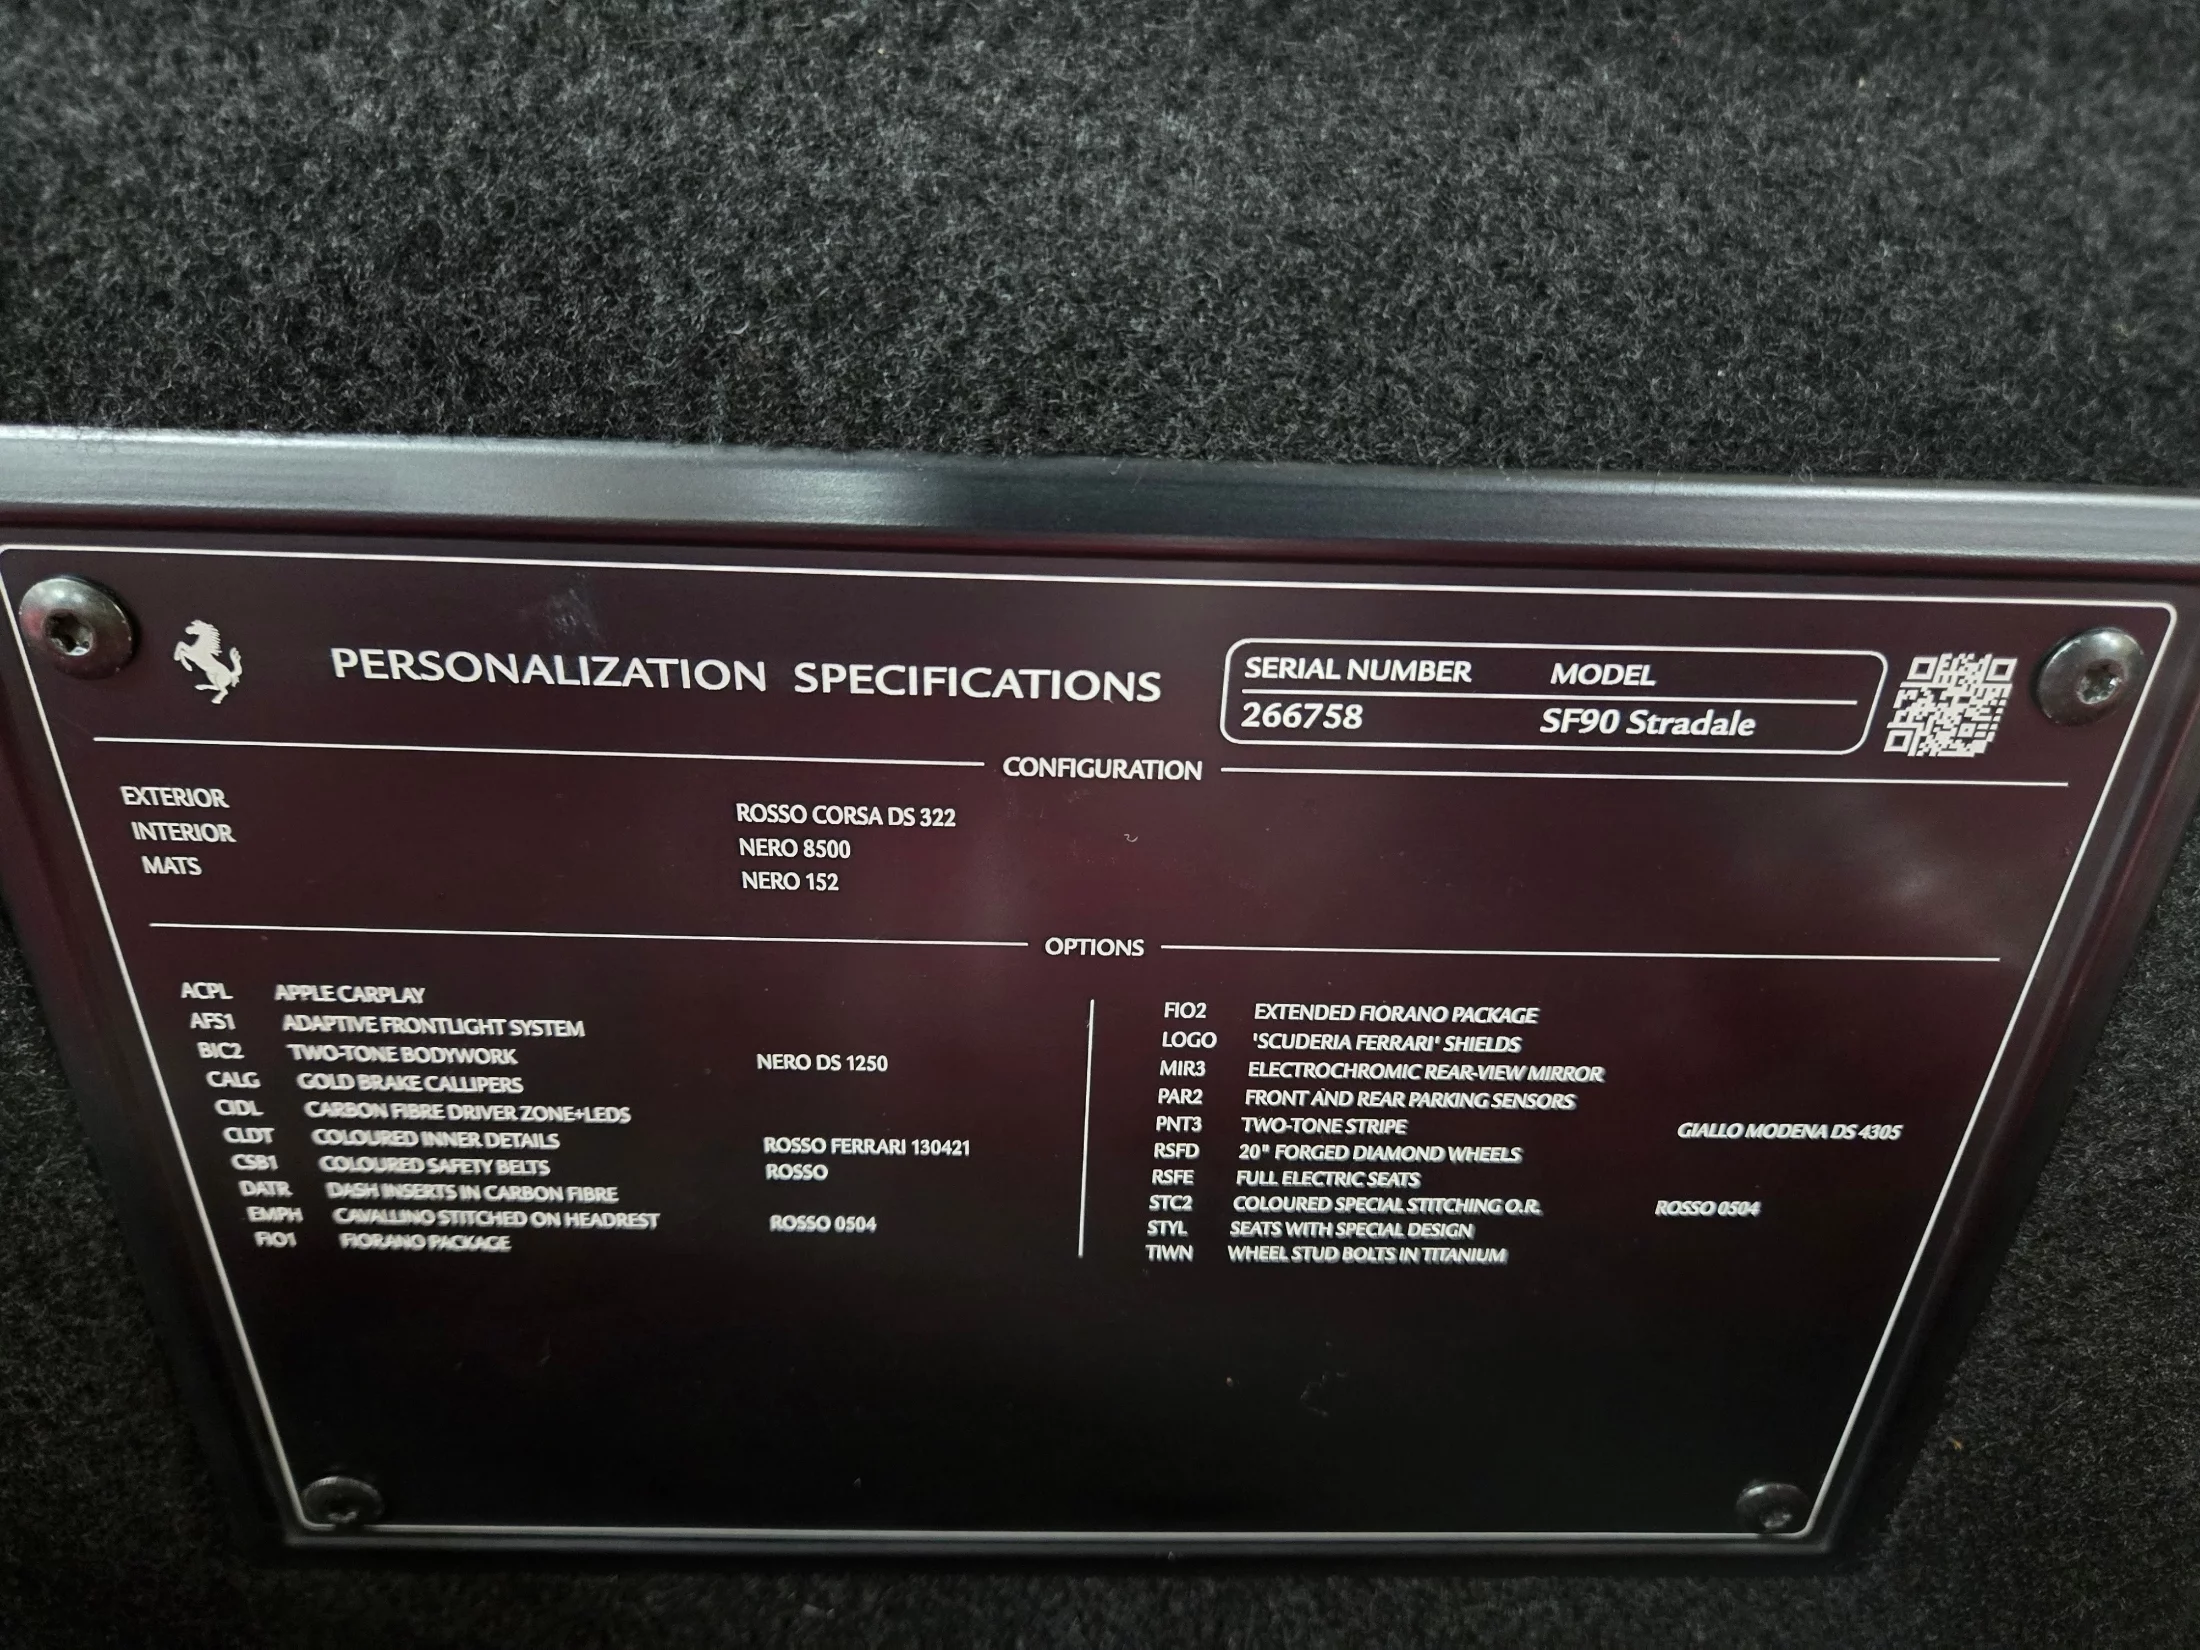 PERSONALIZATION SPECIFICATIONS
SERIAL NUMBER MODEL
266758 SF90 Stradale
CONFIGURATION
EXTERIOR ROSSO CORSA DS 322
INTERIOR NERO 8500
MATS NERO 152
OPTIONS
ACPL APPLE CARPLAY
AFS1 ADAPTIVE FRONTLIGHT SYSTEM
BIC2 TWO-TONE BODYWORK NERO DS 1250
CALG GOLD BRAKE CALLIPERS
CIDL CARBON FIBRE DRIVER ZONE+LEDS
CLDT COLOURED INNER DETAILS ROSSO FERRARI 130421
CSB1 COLOURED SAFETY BELTS ROSSO
DATR DASH INSERTS IN CARBON FIBRE
EMPH CAVALLINO STITCHED ON HEADREST ROSSO 0504
FIO1 FIORANO PACKAGE
FIO2 EXTENDED FIORANO PACKAGE
LOGO 'SCUDERIA FERRARI' SHIELDS
MIR3 ELECTROCHROMIC REAR-VIEW MIRROR
PAR2 FRONT AND REAR PARKING SENSORS
PNT3 TWO-TONE STRIPE GIALLO MODENA DS 4305
RSFD 20" FORGED DIAMOND WHEELS
RSFE FULL ELECTRIC SEATS
STC2 COLOURED SPECIAL STITCHING O.R. ROSSO 0504
STYL SEATS WITH SPECIAL DESIGN
TIWN WHEEL STUD BOLTS IN TITANIUM